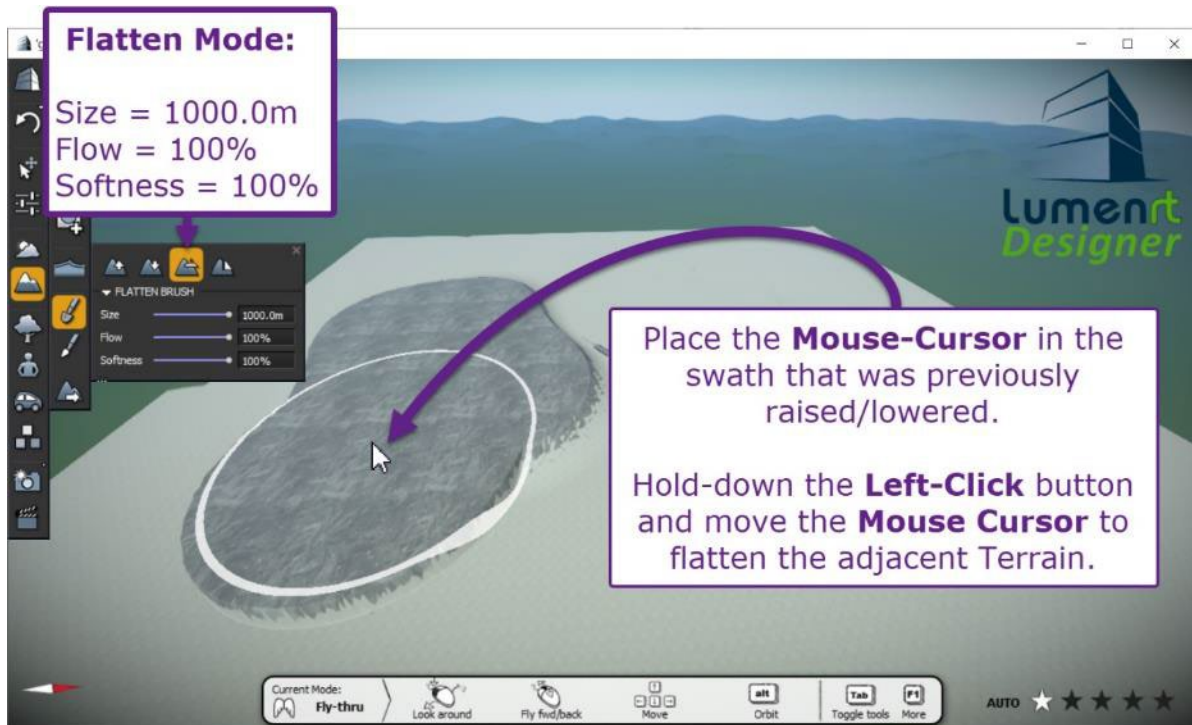 Flatten Mode:
Size = 1000.0m
Flow = 100%
Softness = 100%
Lumenrt
Designer
FLATTEN BRUSH
Size 1000.0m
Flow 100%
Softness 100%
Place the Mouse-Cursor in the
swath that was previously
raised/lowered.
Hold-down the Left-Click button
and move the Mouse Cursor to
flatten the adjacent Terrain.
Current Mode:
Fly-thru
Look around
Fly fwd/back
Move
alt
Orbit
Tab
Toggle tools
F1
More
AUTO